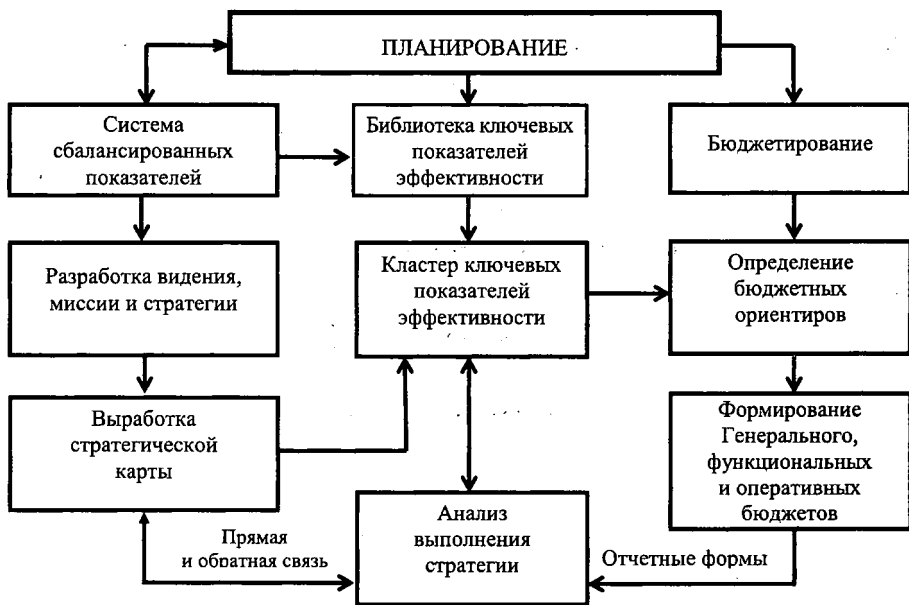 ПЛАНИРОВАНИЕ
Система
сбалансированных
показателей
Библиотека ключевых
показателей
эффективности
Бюджетирование
Разработка видения,
миссии и стратегии
Кластер ключевых
показателей
эффективности
Определение
бюджетных
ориентиров
Выработка
стратегической
карты
Формирование
Генерального,
функциональных
и оперативных
бюджетов
Прямая
и обратная связь
Анализ
выполнения
стратегии
Отчетные формы